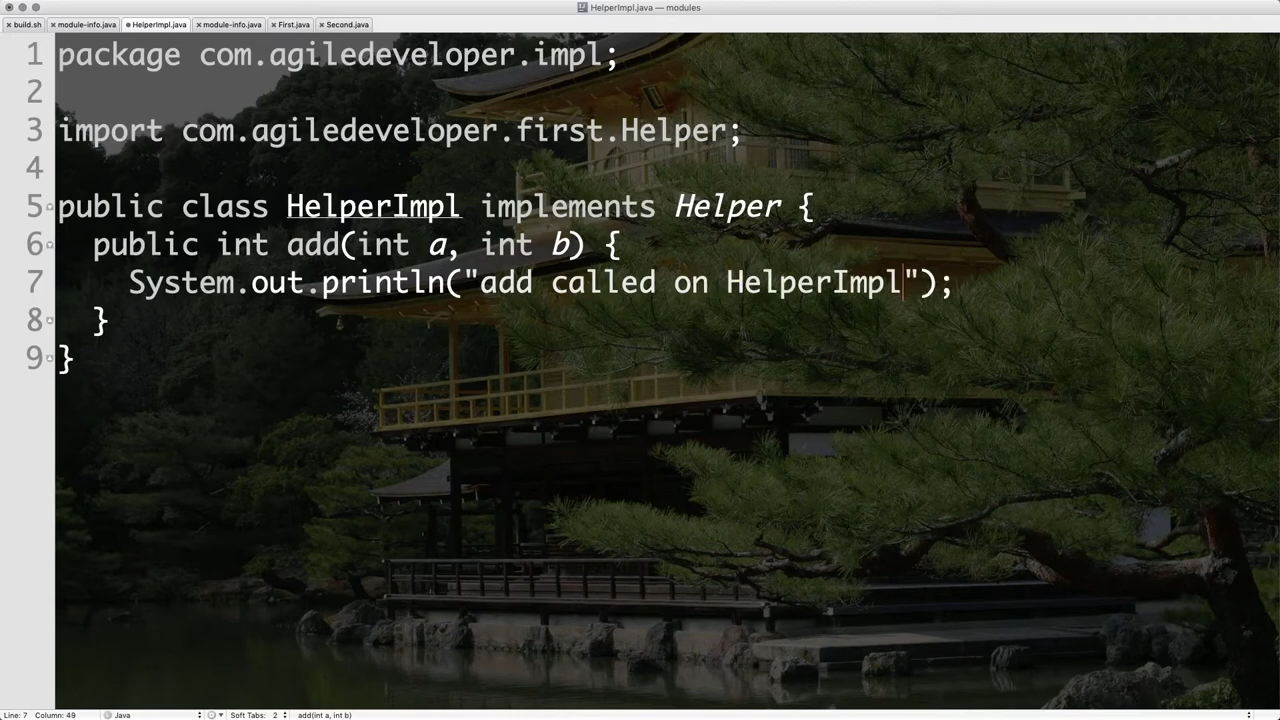 HelperImpl.java — modules
build.sh
module-info.java
HelperImpl.java
module-info.java
First.java
Second.java
1 package com.agiledeveloper.impl;
2
3 import com.agiledeveloper.first.Helper;
4
5 public class HelperImpl implements Helper {
6 public int add(int a, int b) {
7 System.out.println("add called on HelperImpl");
8 }
9 }
Line: 7 Column: 49 Java Soft Tabs: 2 add(int a, int b)